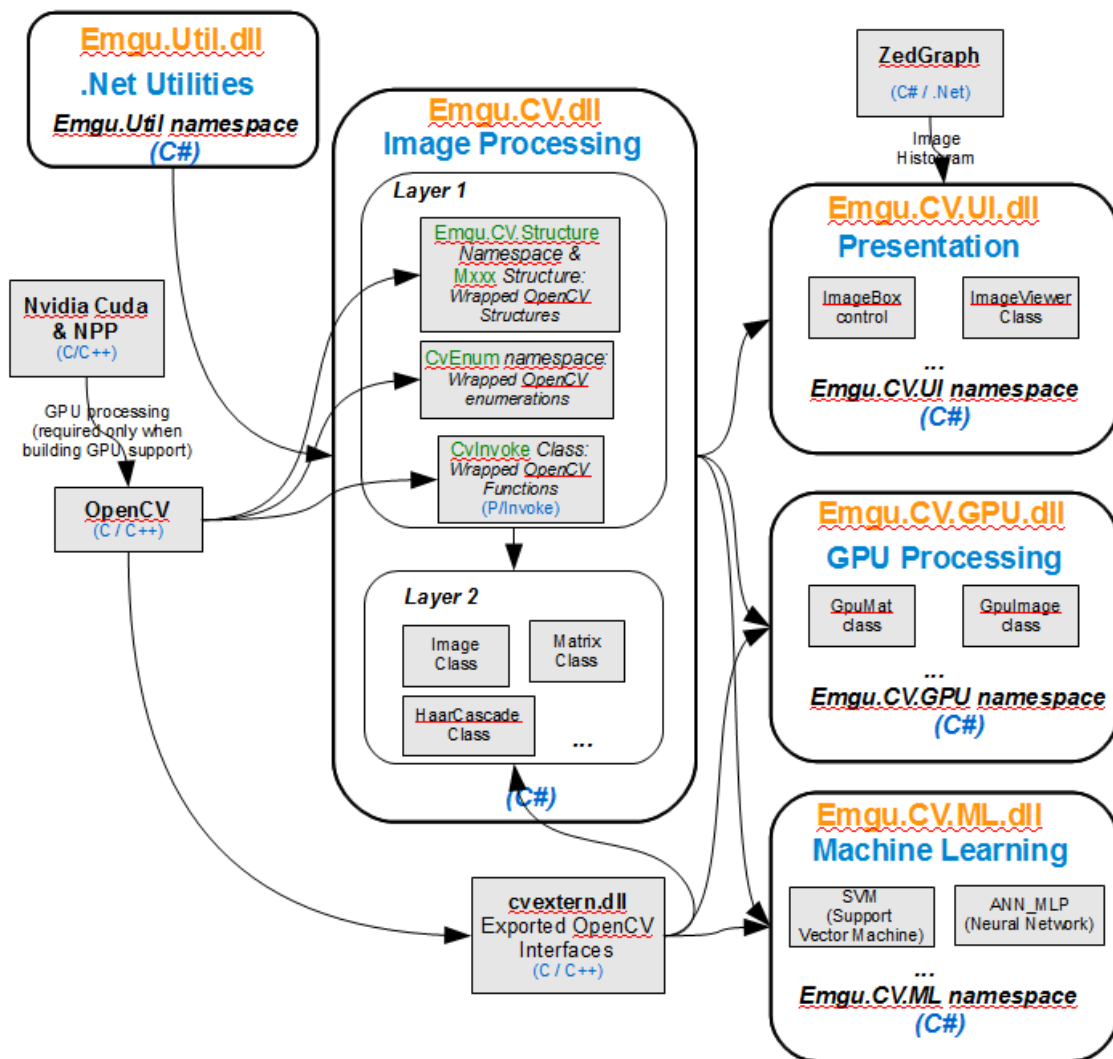 Emgu.Util.dll
.Net Utilities
Emgu.Util namespace
(C#)
Nvidia Cuda
& NPP
(C/C++)
GPU processing
(required only when
building GPU support)
OpenCV
(C / C++)
Emgu.CV.dll
Image Processing
Layer 1
Emgu.CV.Structure
Namespace &
Mxxx Structure:
Wrapped OpenCV
Structures
CvEnum namespace:
Wrapped OpenCV
enumerations
CvInvoke Class:
Wrapped OpenCV
Functions
(P/Invoke)
Layer 2
Image
Class
Matrix
Class
HaarCascade
Class
...
(C#)
cvextern.dll
Exported OpenCV
Interfaces
(C / C++)
ZedGraph
(C# / .Net)
Image
Histogram
Emgu.CV.UI.dll
Presentation
ImageBox
control
ImageViewer
Class
...
Emgu.CV.UI namespace
(C#)
Emgu.CV.GPU.dll
GPU Processing
GpuMat
class
GpuImage
class
...
Emgu.CV.GPU namespace
(C#)
Emgu.CV.ML.dll
Machine Learning
SVM
(Support
Vector Machine)
ANN_MLP
(Neural Network)
...
Emgu.CV.ML namespace
(C#)